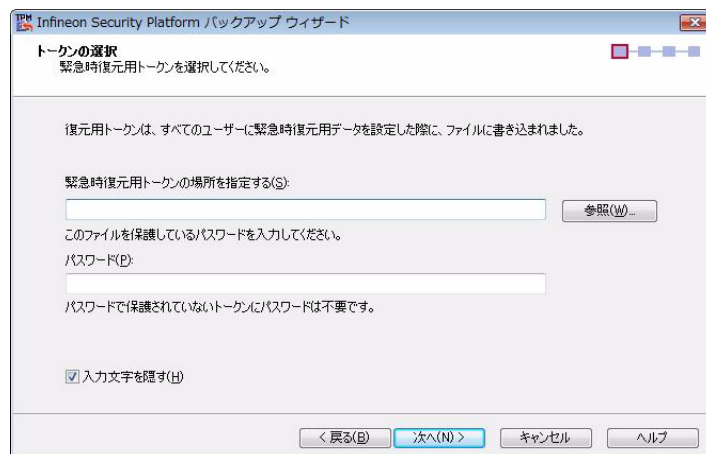 TPM Infineon Security Platform バックアップ ウィザード
トークンの選択
緊急時復元用トークンを選択してください。
復元用トークンは、すべてのユーザーに緊急時復元用データを設定した際に、ファイルに書き込まれました。
緊急時復元用トークンの場所を指定する(S):
参照(W)...
このファイルを保護しているパスワードを入力してください。
パスワード(P):
パスワードで保護されていないトークンにパスワードは不要です。
入力文字を隠す(H)
< 戻る(B) 次へ(N) > キャンセル ヘルプ